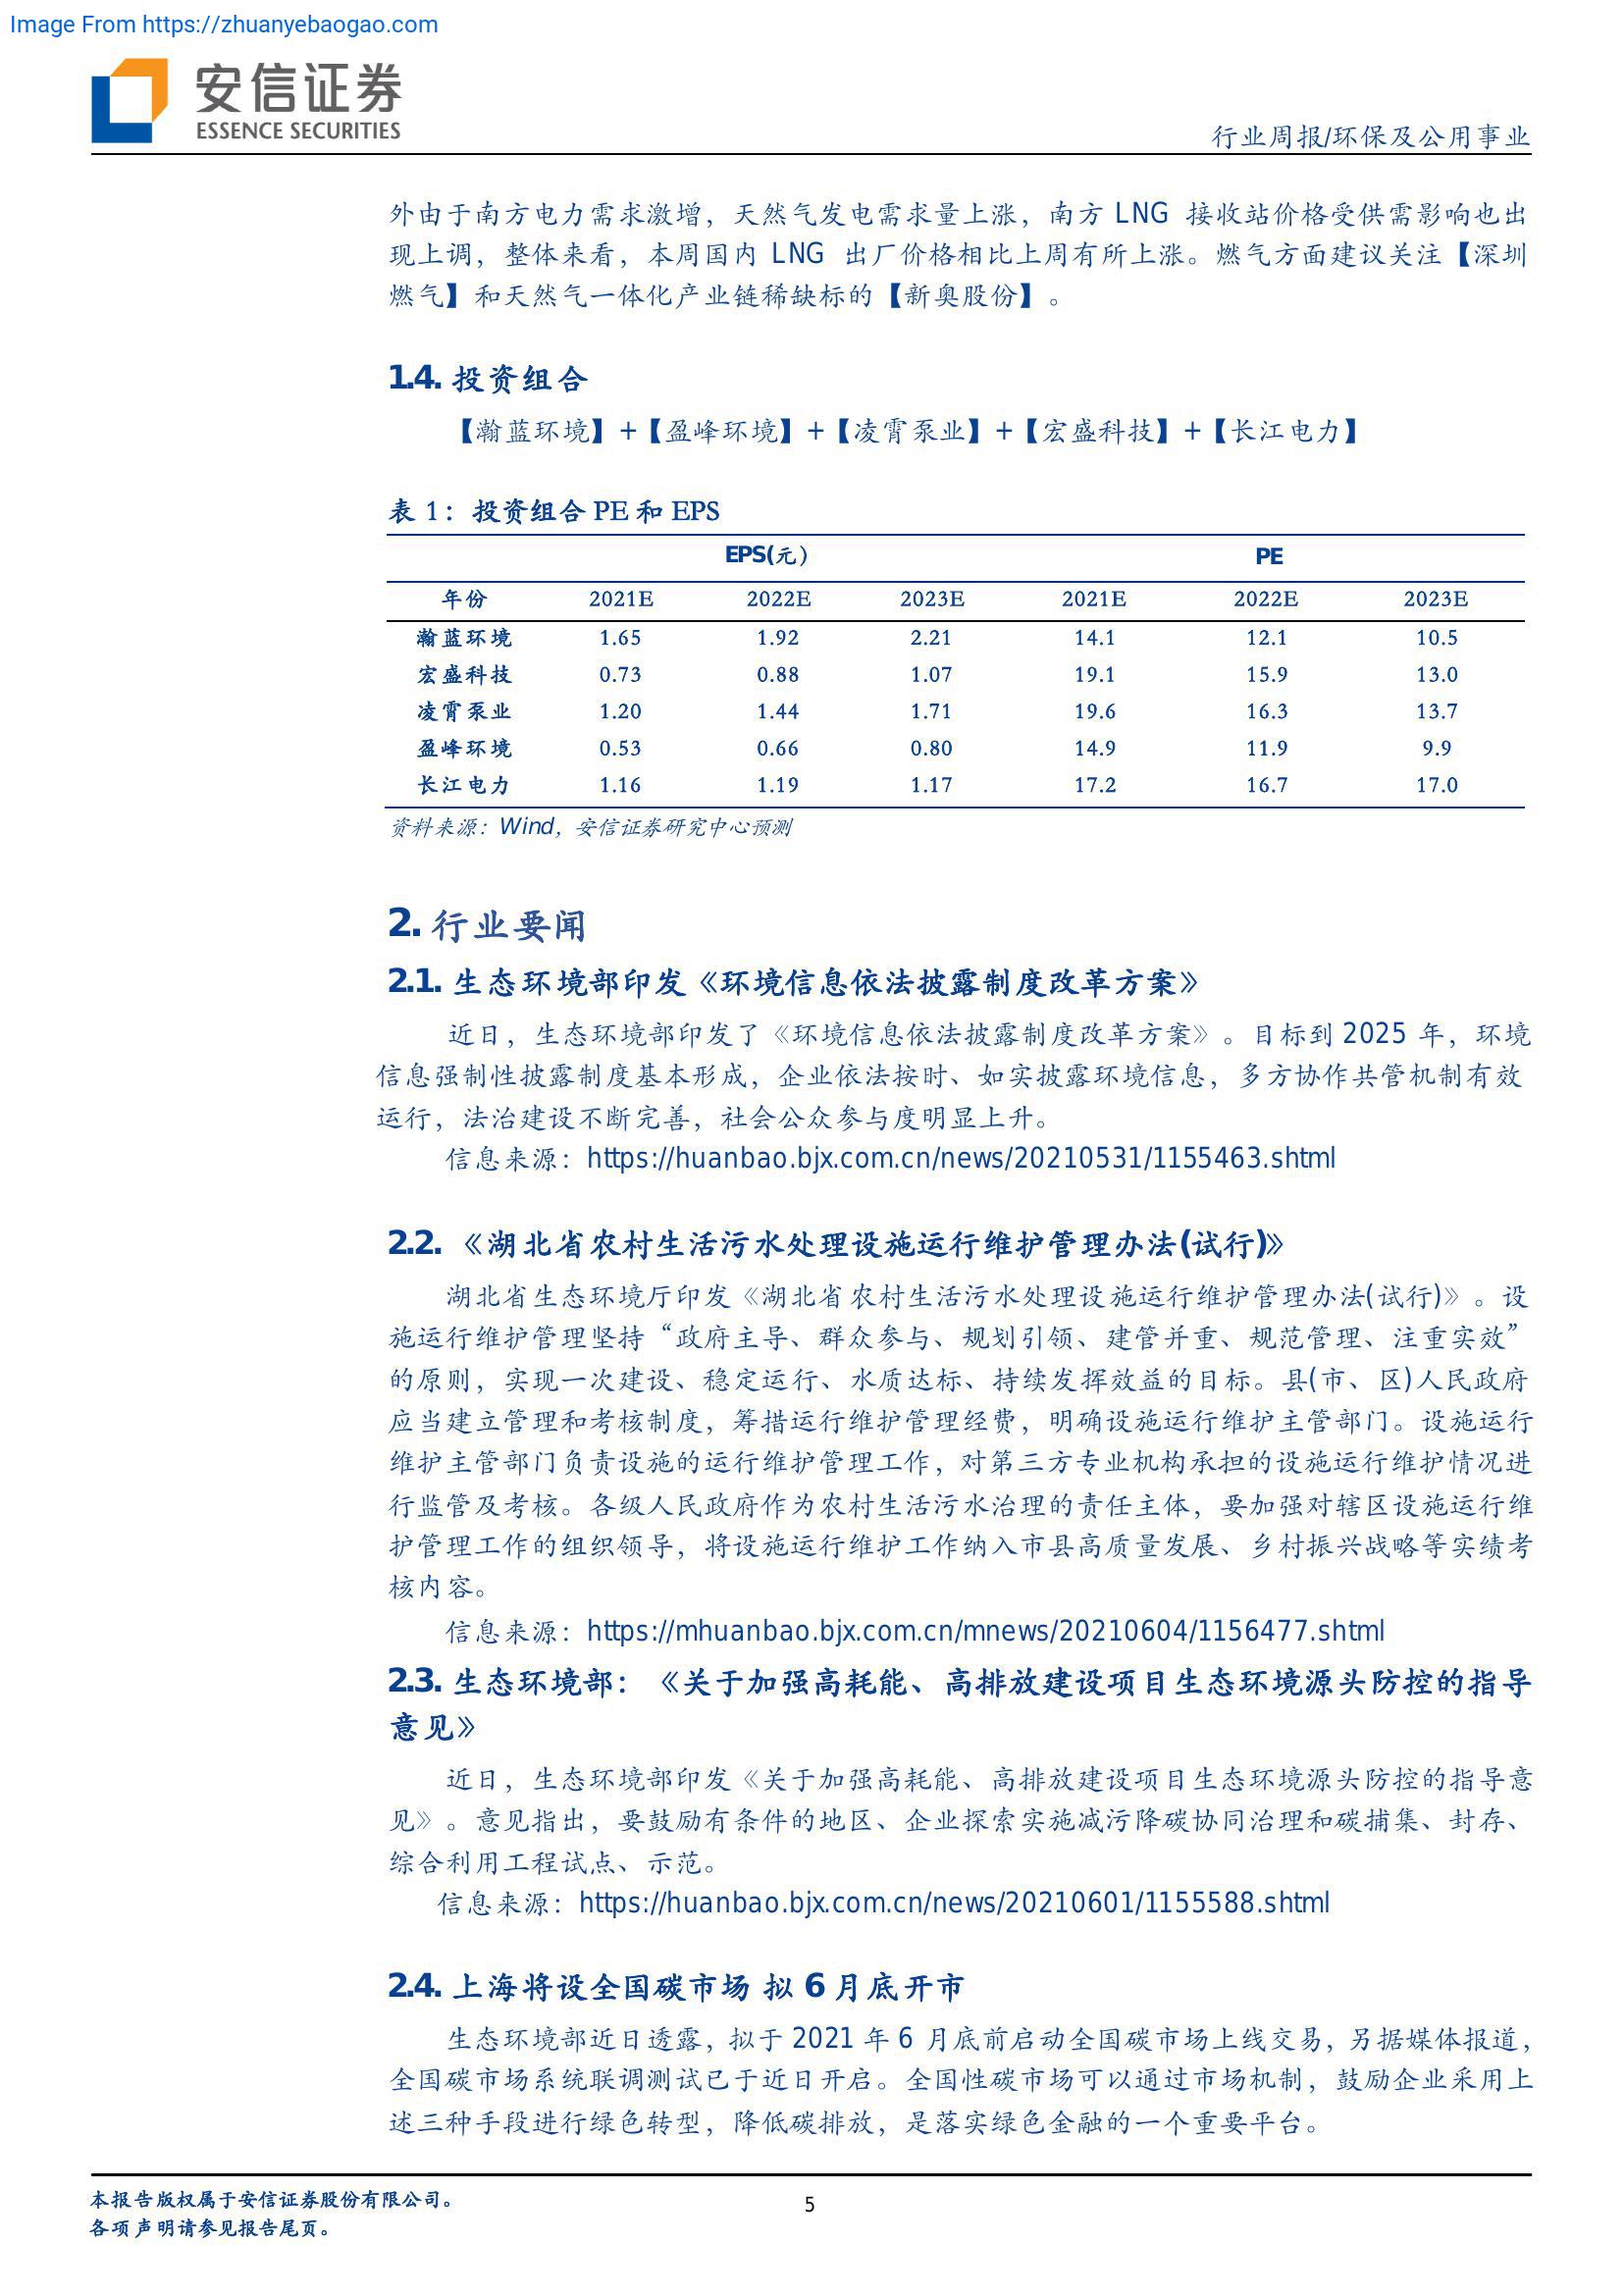 Image From https://zhuanyebaogao.com
安信证券
ESSENCE SECURITIES
行业周报/环保及公用事业
外由于南方电力需求激增，天然气发电需求量上涨，南方 LNG 接收站价格受供需影响也出
现上调，整体来看，本周国内 LNG 出厂价格相比上周有所上涨。燃气方面建议关注【深圳
燃气】和天然气一体化产业链稀缺标的【新奥股份】。
1.4. 投资组合
【瀚蓝环境】+【盈峰环境】+【凌霄泵业】+【宏盛科技】+【长江电力】
表 1：投资组合 PE 和 EPS
EPS(元） PE
年份 2021E 2022E 2023E 2021E 2022E 2023E
瀚蓝环境 1.65 1.92 2.21 14.1 12.1 10.5
宏盛科技 0.73 0.88 1.07 19.1 15.9 13.0
凌霄泵业 1.20 1.44 1.71 19.6 16.3 13.7
盈峰环境 0.53 0.66 0.80 14.9 11.9 9.9
长江电力 1.16 1.19 1.17 17.2 16.7 17.0
资料来源：Wind，安信证券研究中心预测
2. 行业要闻
2.1. 生态环境部印发《环境信息依法披露制度改革方案》
近日，生态环境部印发了《环境信息依法披露制度改革方案》。目标到 2025 年，环境
信息强制性披露制度基本形成，企业依法按时、如实披露环境信息，多方协作共管机制有效
运行，法治建设不断完善，社会公众参与度明显上升。
信息来源：https://huanbao.bjx.com.cn/news/20210531/1155463.shtml
2.2. 《湖北省农村生活污水处理设施运行维护管理办法(试行)》
湖北省生态环境厅印发《湖北省农村生活污水处理设施运行维护管理办法(试行)》。设
施运行维护管理坚持“政府主导、群众参与、规划引领、建管并重、规范管理、注重实效”
的原则，实现一次建设、稳定运行、水质达标、持续发挥效益的目标。县(市、区)人民政府
应当建立管理和考核制度，筹措运行维护管理经费，明确设施运行维护主管部门。设施运行
维护主管部门负责设施的运行维护管理工作，对第三方专业机构承担的设施运行维护情况进
行监管及考核。各级人民政府作为农村生活污水治理的责任主体，要加强对辖区设施运行维
护管理工作的组织领导，将设施运行维护工作纳入市县高质量发展、乡村振兴战略等实绩考
核内容。
信息来源：https://mhuanbao.bjx.com.cn/mnews/20210604/1156477.shtml
2.3. 生态环境部：《关于加强高耗能、高排放建设项目生态环境源头防控的指导
意见》
近日，生态环境部印发《关于加强高耗能、高排放建设项目生态环境源头防控的指导意
见》。意见指出，要鼓励有条件的地区、企业探索实施减污降碳协同治理和碳捕集、封存、
综合利用工程试点、示范。
信息来源：https://huanbao.bjx.com.cn/news/20210601/1155588.shtml
2.4. 上海将设全国碳市场 拟 6 月底开市
生态环境部近日透露，拟于 2021 年 6 月底前启动全国碳市场上线交易，另据媒体报道，
全国碳市场系统联调测试已于近日开启。全国性碳市场可以通过市场机制，鼓励企业采用上
述三种手段进行绿色转型，降低碳排放，是落实绿色金融的一个重要平台。
本报告版权属于安信证券股份有限公司。
5
各项声明请参见报告尾页。